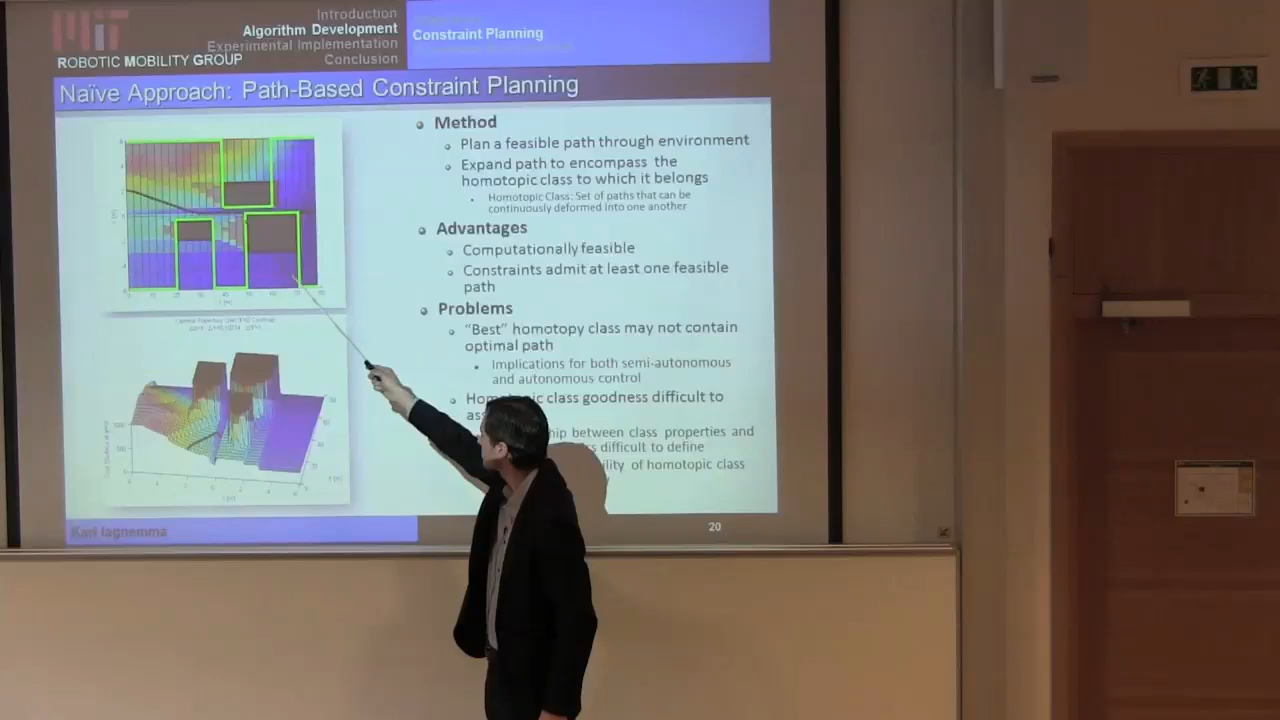 MIT
ROBOTIC MOBILITY GROUP
Introduction
Algorithm Development
Experimental Implementation
Conclusion
Constraint Planning
Naïve Approach: Path-Based Constraint Planning
Method
Plan a feasible path through environment
Expand path to encompass the
homotopic class to which it belongs
Homotopic Class: Set of paths that can be
continuously deformed into one another
Advantages
Computationally feasible
Constraints admit at least one feasible
path
Problems
"Best" homotopy class may not contain
optimal path
Implications for both semi-autonomous
and autonomous control
class goodness difficult to
between class properties and
difficult to define
of homotopic class
Karl Iagnemma
20